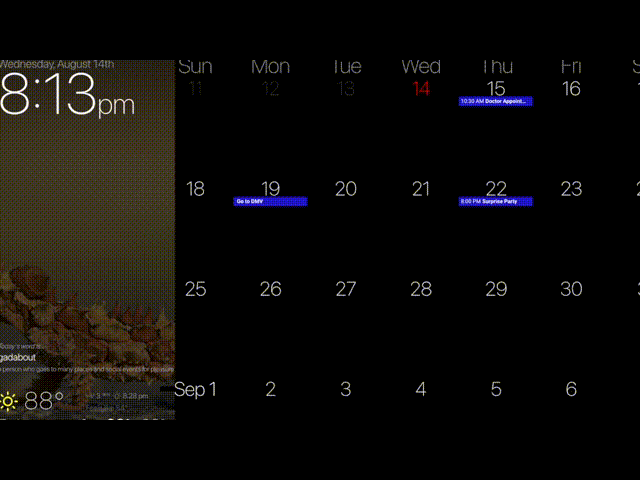 Wednesday, August 14th
8:13pm
Today's word is
gadabout
person who goes to many places and social events for pleasure
88°
8:28 pm
Sun Mon Tue Wed Thu Fri
11 12 13 14 15 16
10:30 AM Doctor Appoint...
18 19 20 21 22 23
Go to DMV
8:00 PM Surprise Party
25 26 27 28 29 30
Sep 1 2 3 4 5 6